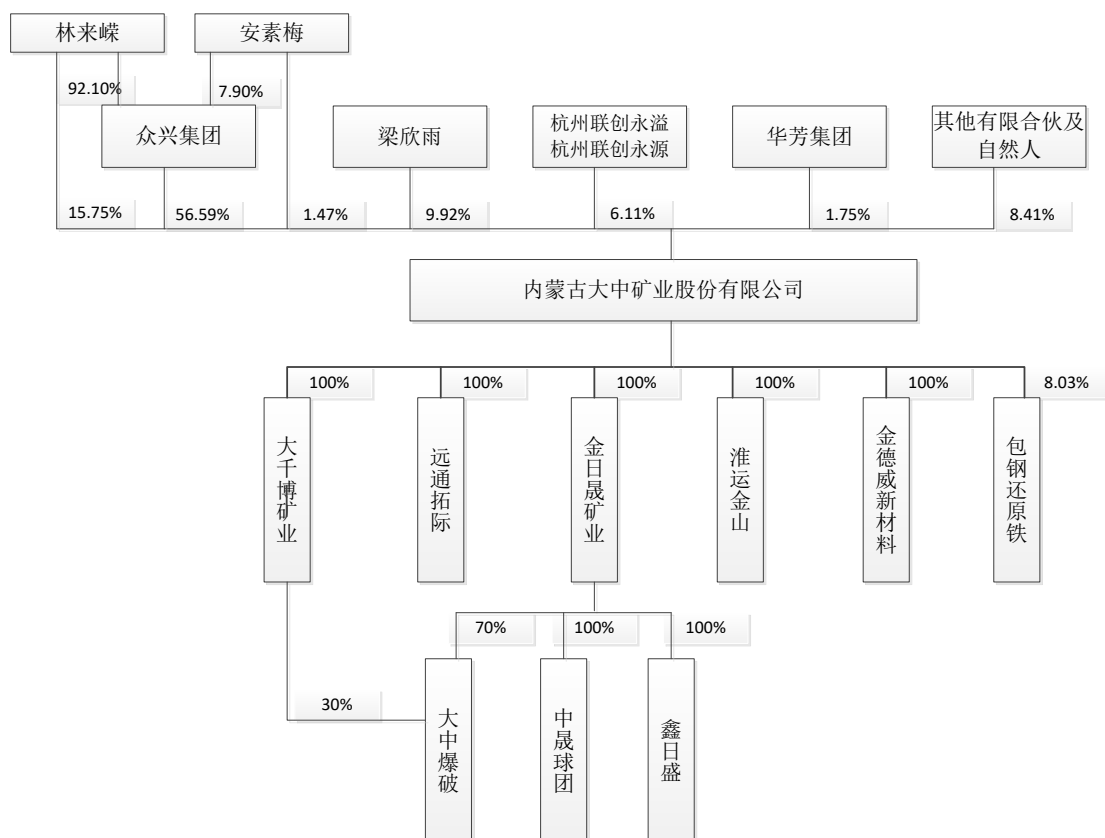 林来嵘
安素梅
92.10%
7.90%
众兴集团
梁欣雨
杭州联创永溢
杭州联创永源
华芳集团
其他有限合伙及
自然人
15.75%
56.59%
1.47%
9.92%
6.11%
1.75%
8.41%
内蒙古大中矿业股份有限公司
100%
100%
100%
100%
100%
8.03%
大千博矿业
远通拓际
金日晟矿业
淮运金山
金德威新材料
包钢还原铁
70%
100%
100%
30%
大中爆破
中晟球团
鑫日盛